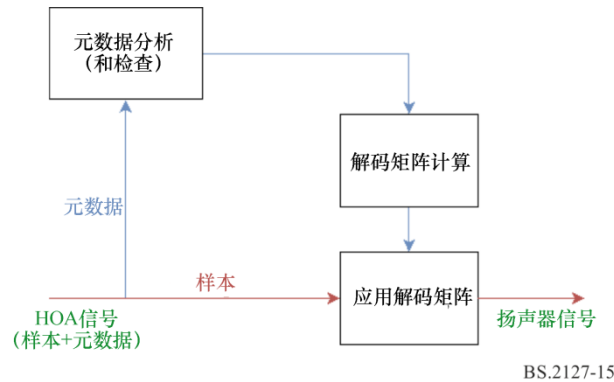 元数据分析
（和检查）
解码矩阵计算
元数据
样本
应用解码矩阵
HOA信号
（样本+元数据）
扬声器信号
BS.2127-15